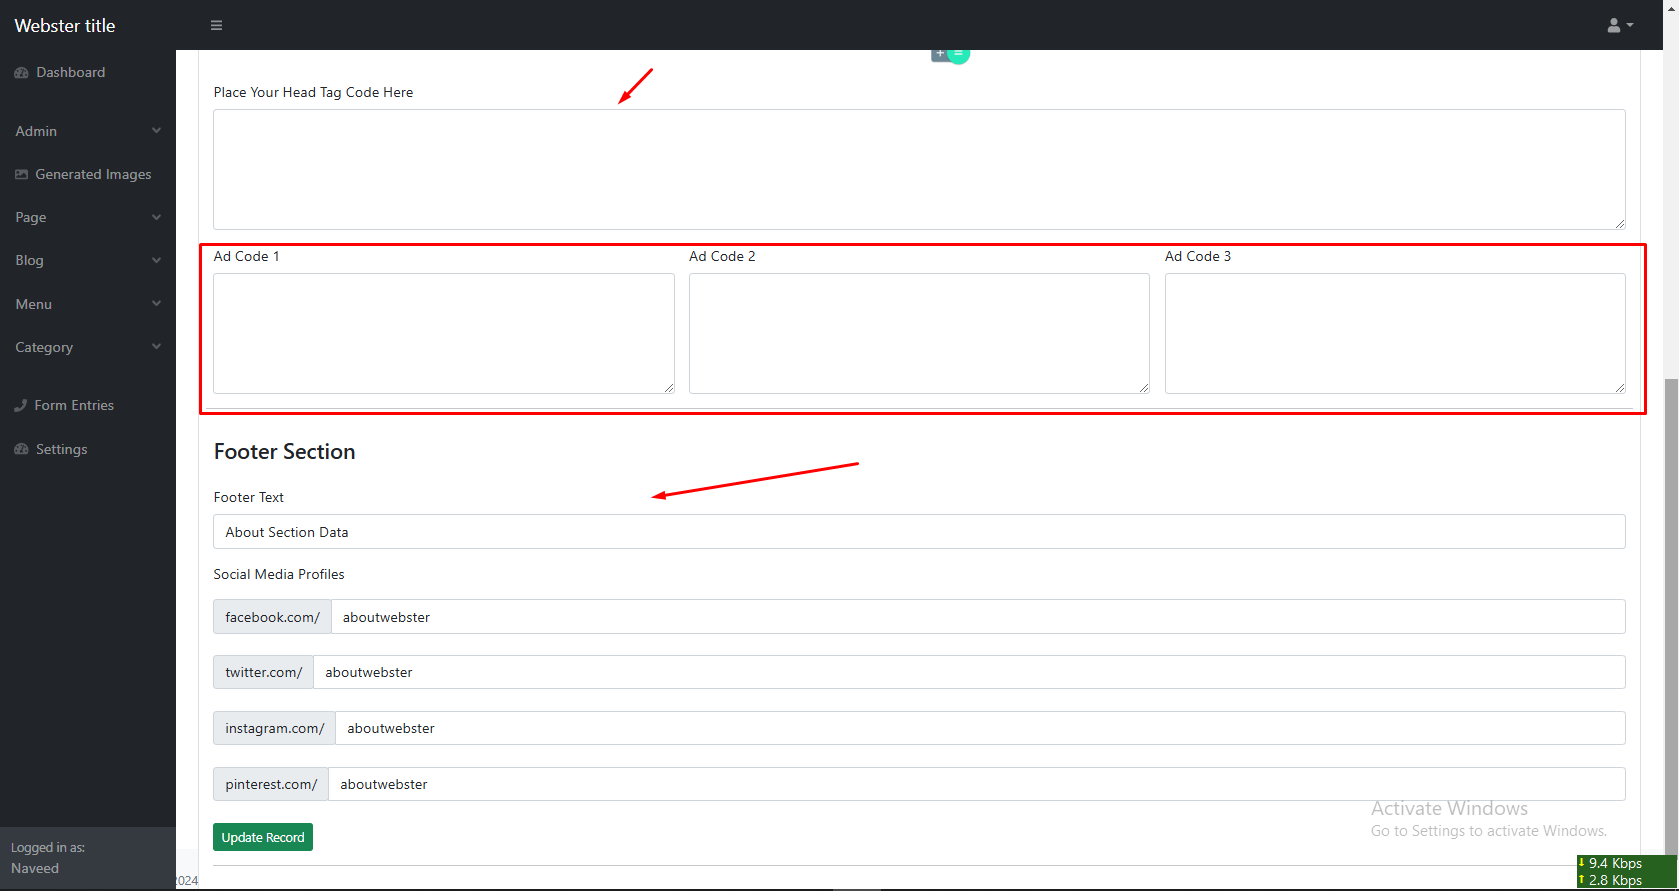 Webster title
Dashboard
Admin
Generated Images
Page
Blog
Menu
Category
Form Entries
Settings
Logged in as:
Naveed
Place Your Head Tag Code Here
Ad Code 1
Ad Code 2
Ad Code 3
Footer Section
Footer Text
About Section Data
Social Media Profiles
facebook.com/ aboutwebster
twitter.com/ aboutwebster
instagram.com/ aboutwebster
pinterest.com/ aboutwebster
Update Record
2024
Activate Windows
Go to Settings to activate Windows.
9.4 Kbps
2.8 Kbps